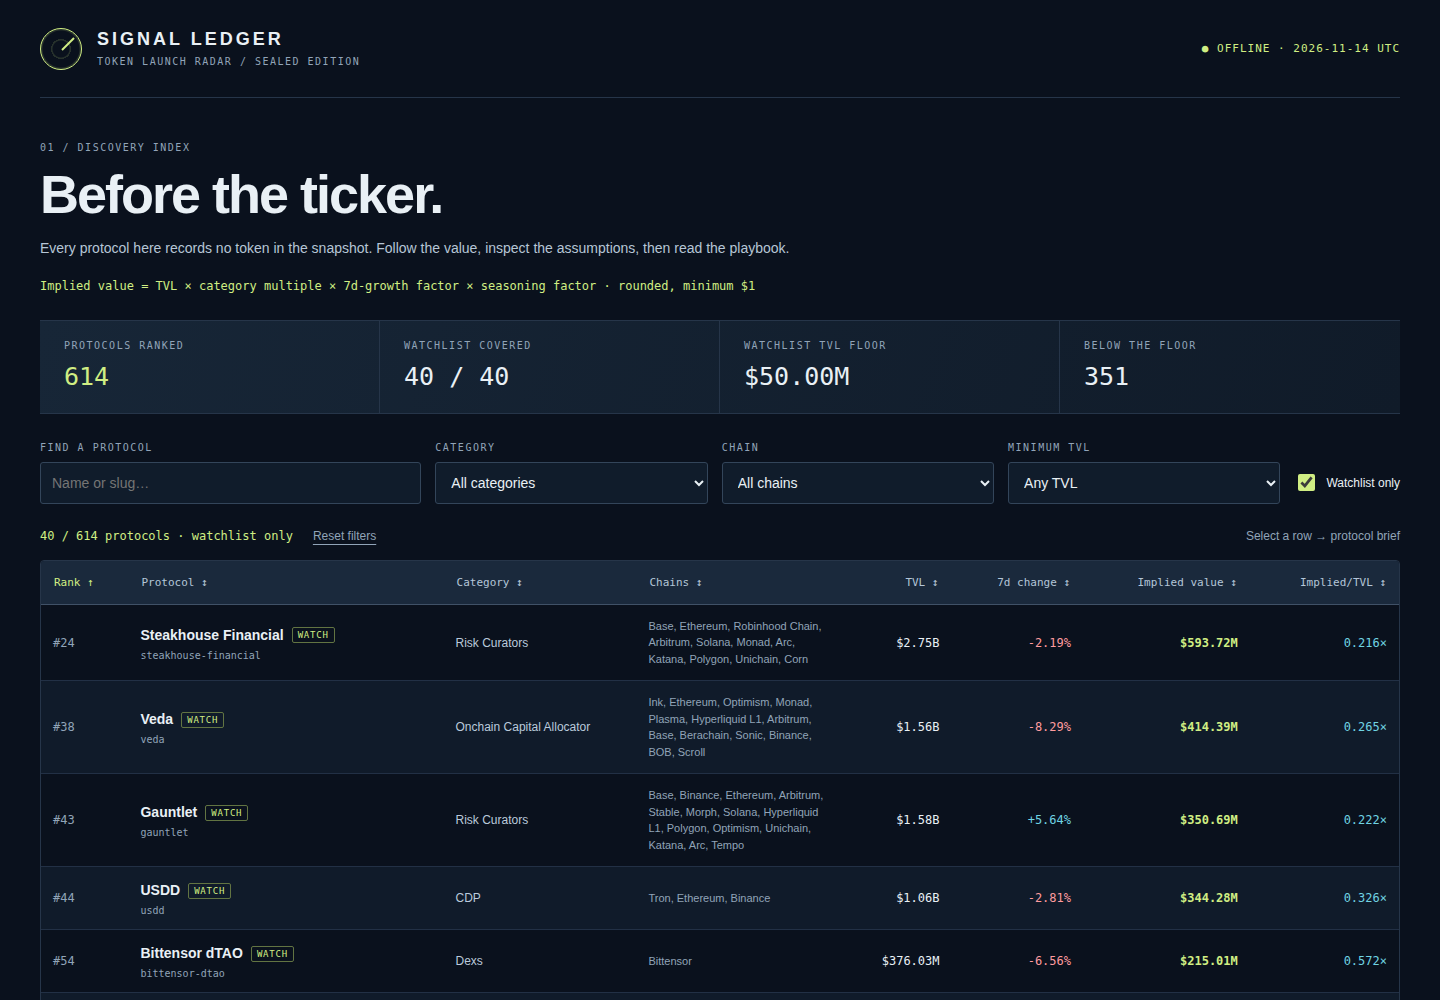 SIGNAL LEDGER
TOKEN LAUNCH RADAR / SEALED EDITION
● OFFLINE · 2026-11-14 UTC
01 / DISCOVERY INDEX
Before the ticker.
Every protocol here records no token in the snapshot. Follow the value, inspect the assumptions, then read the playbook.
Implied value = TVL × category multiple × 7d-growth factor × seasoning factor · rounded, minimum $1
PROTOCOLS RANKED
614
WATCHLIST COVERED
40 / 40
WATCHLIST TVL FLOOR
$50.00M
BELOW THE FLOOR
351
FIND A PROTOCOL
Name or slug…
CATEGORY
All categories
CHAIN
All chains
MINIMUM TVL
Any TVL
Watchlist only
40 / 614 protocols · watchlist only
Reset filters
Select a row → protocol brief
Rank ↑ Protocol ↕ Category ↕ Chains ↕ TVL ↕ 7d change ↕ Implied value ↕ Implied/TVL ↕
#24
Steakhouse Financial WATCH
steakhouse-financial
Risk Curators
Base, Ethereum, Robinhood Chain,
Arbitrum, Solana, Monad, Arc,
Katana, Polygon, Unichain, Corn
$2.75B
-2.19%
$593.72M
0.216×
#38
Veda WATCH
veda
Onchain Capital Allocator
Ink, Ethereum, Optimism, Monad,
Plasma, Hyperliquid L1, Arbitrum,
Base, Berachain, Sonic, Binance,
BOB, Scroll
$1.56B
-8.29%
$414.39M
0.265×
#43
Gauntlet WATCH
gauntlet
Risk Curators
Base, Binance, Ethereum, Arbitrum,
Stable, Morph, Solana, Hyperliquid
L1, Polygon, Optimism, Unichain,
Katana, Arc, Tempo
$1.58B
+5.64%
$350.69M
0.222×
#44
USDD WATCH
usdd
CDP
Tron, Ethereum, Binance
$1.06B
-2.81%
$344.28M
0.326×
#54
Bittensor dTAO WATCH
bittensor-dtao
Dexs
Bittensor
$376.03M
-6.56%
$215.01M
0.572×